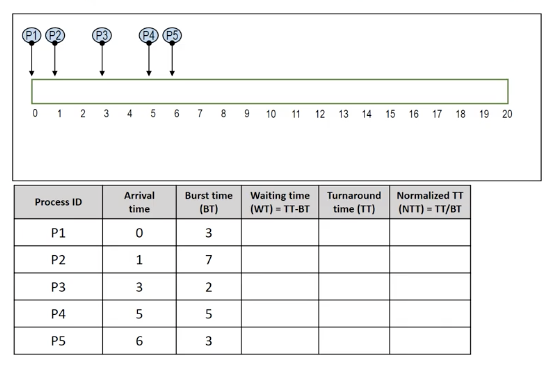 P1 P2 P3 P4 P5
0 1 2 3 4 5 6 7 8 9 10 11 12 13 14 15 16 17 18 19 20
Process ID Arrival time Burst time (BT) Waiting time (WT) = TT-BT Turnaround time (TT) Normalized TT (NTT) = TT/BT
P1 0 3
P2 1 7
P3 3 2
P4 5 5
P5 6 3